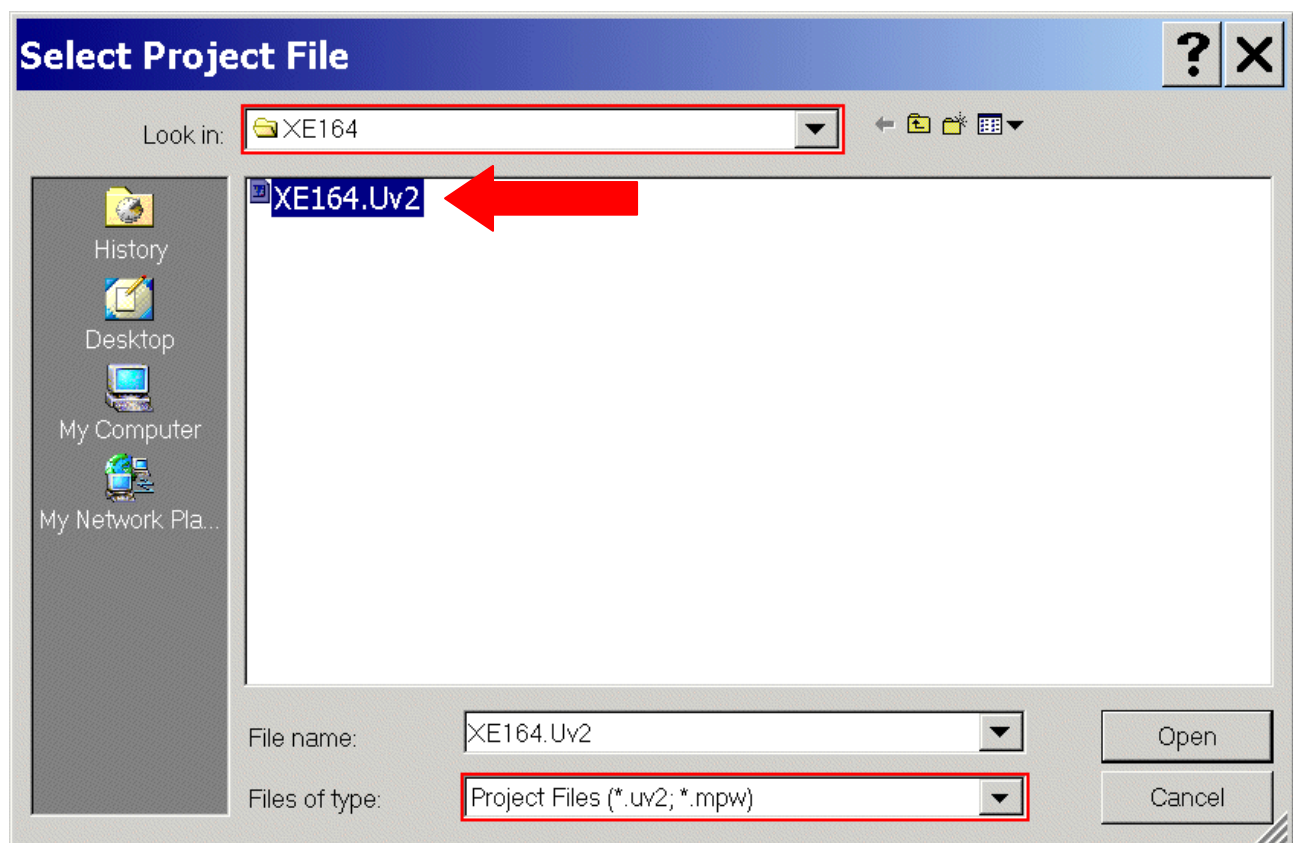 Select Project File
Look in: XE164
XE164.Uv2
History
Desktop
My Computer
My Network Pla...
File name: XE164.Uv2
Open
Files of type: Project Files (*.uv2; *.mpw)
Cancel